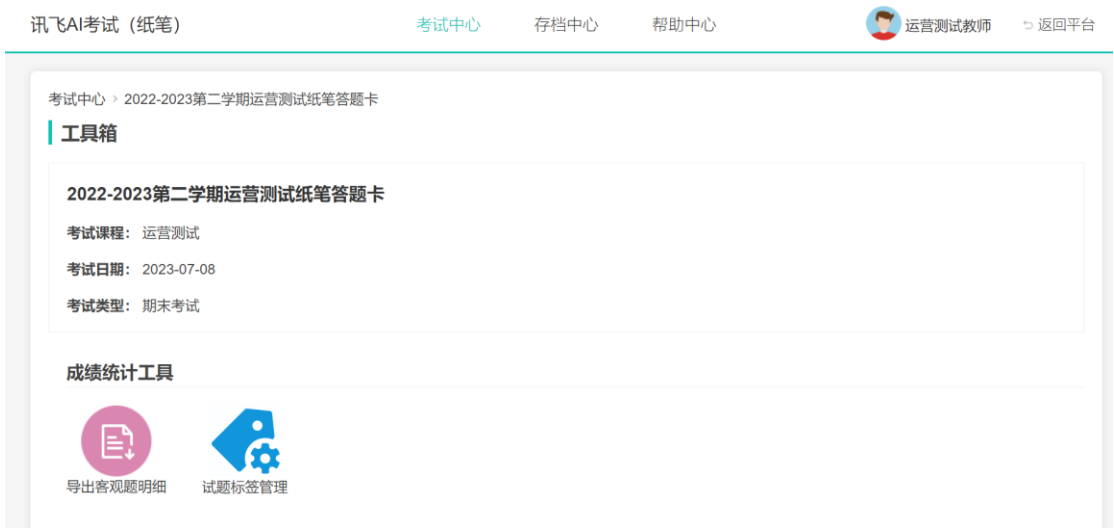 讯飞AI考试（纸笔） 考试中心 存档中心 帮助中心 运营测试教师 返回平台
考试中心 > 2022-2023第二学期运营测试纸笔答题卡
工具箱
2022-2023第二学期运营测试纸笔答题卡
考试课程： 运营测试
考试日期： 2023-07-08
考试类型： 期末考试
成绩统计工具
导出客观题明细 试题标签管理